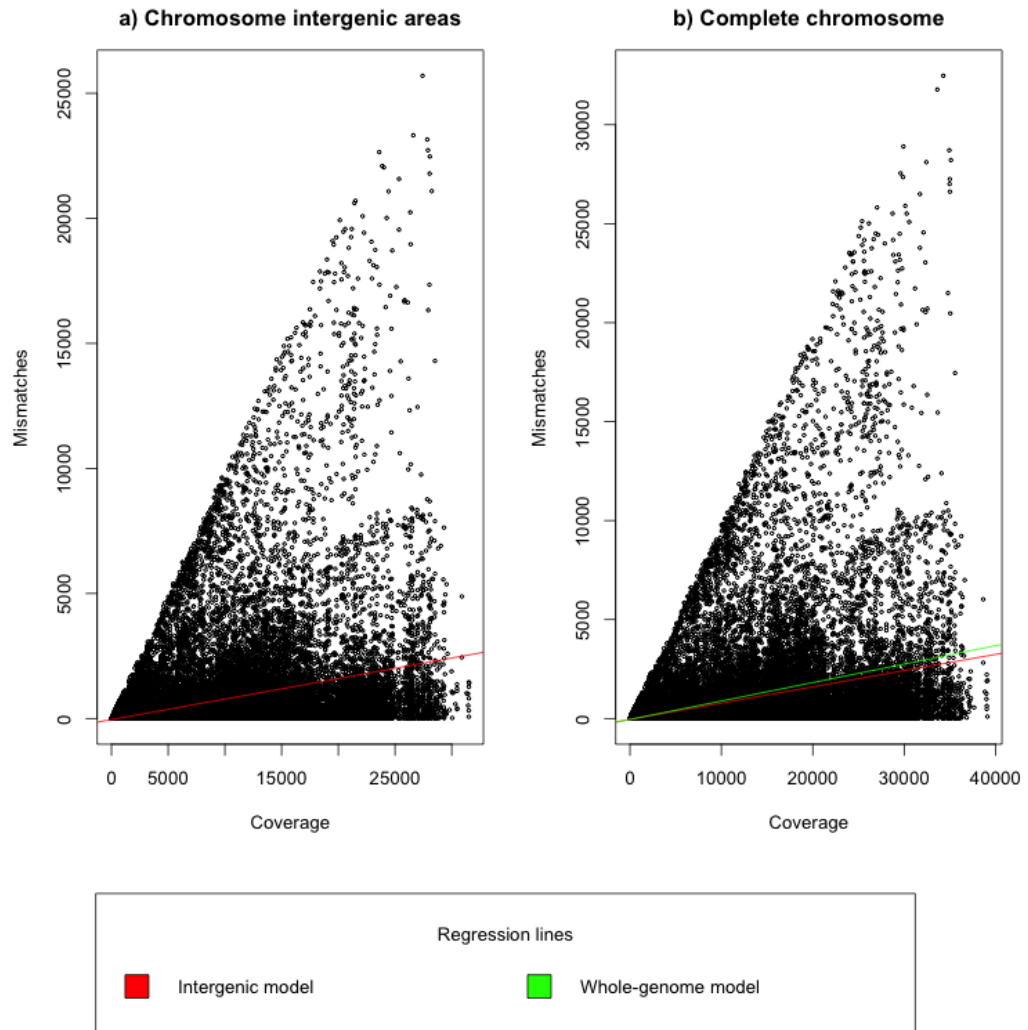 a) Chromosome intergenic areas
b) Complete chromosome
Mismatches
25000
20000
15000
10000
5000
0
0
5000
15000
25000
Coverage
Mismatches
30000
25000
20000
15000
10000
5000
0
0
10000
20000
30000
40000
Coverage
Regression lines
Intergenic model
Whole-genome model